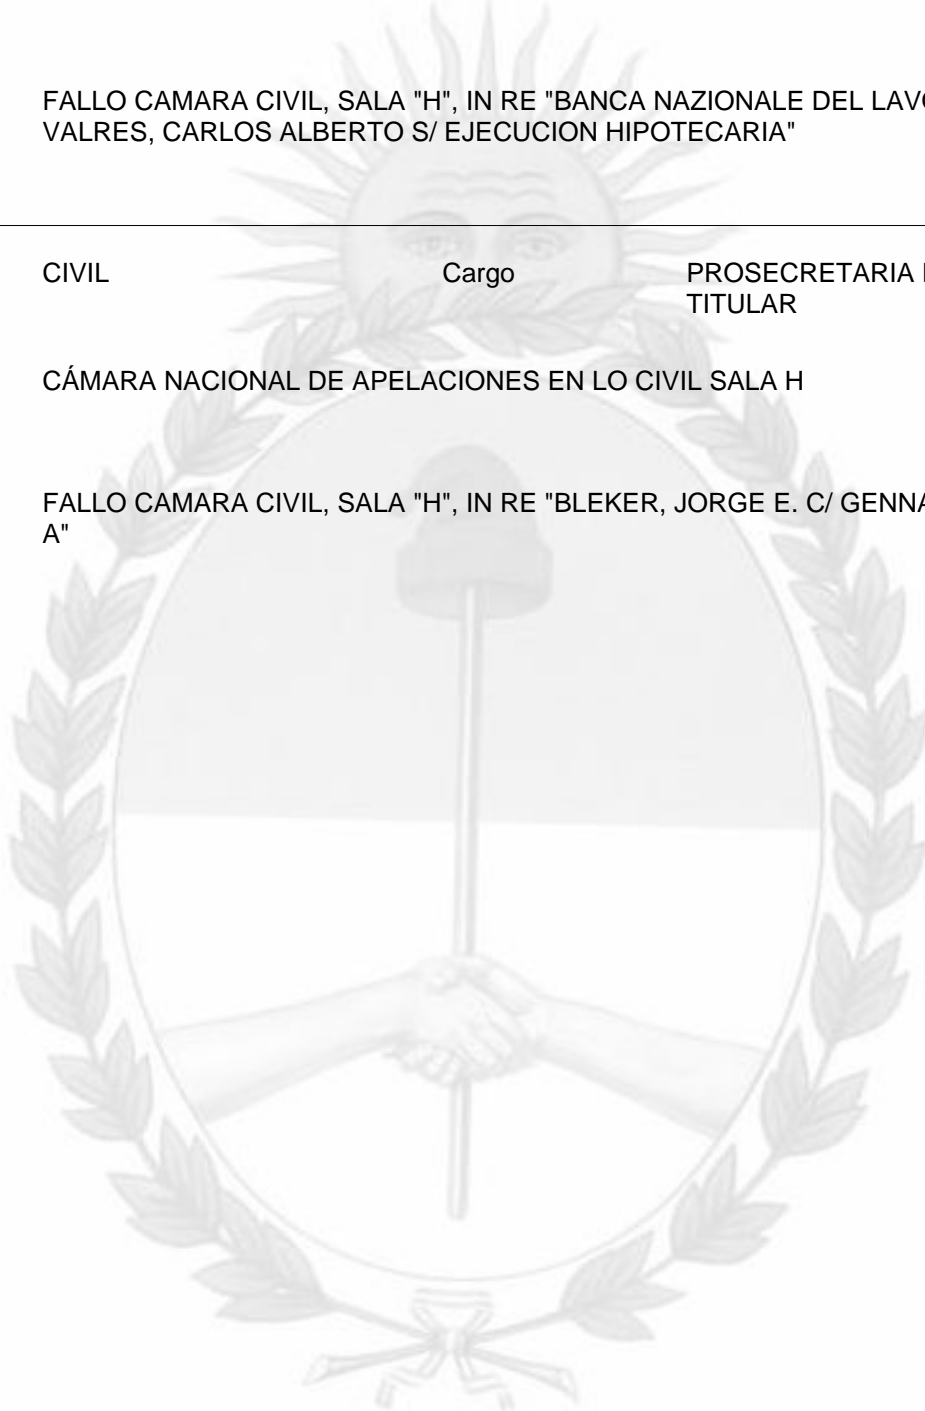 FALLO CAMARA CIVIL, SALA "H", IN RE "BANCA NAZIONALE DEL
VALRES, CARLOS ALBERTO S/ EJECUCION HIPOTECARIA"
CIVIL Cargo PROSECRETARIA
TITULAR
CÁMARA NACIONAL DE APELACIONES EN LO CIVIL SALA H
FALLO CAMARA CIVIL, SALA "H", IN RE "BLEKER, JORGE E. C/
A"